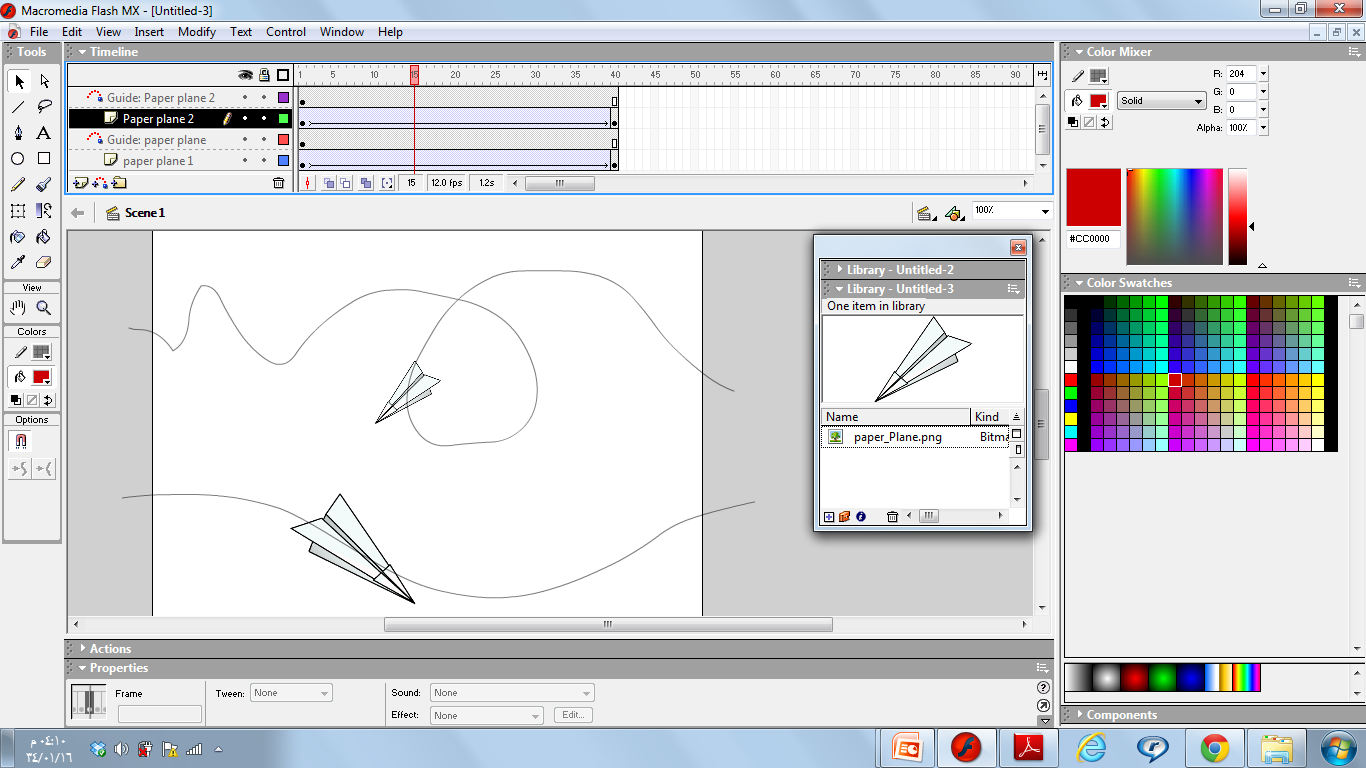 Macromedia Flash MX - [Untitled-3]
File Edit View Insert Modify Text Control Window Help
Tools
Timeline
1 5 10 15 20 25 30 35 40 45 50 55 60 65 70 75 80 85 90
Guide: Paper plane 2
Paper plane 2
Guide: paper plane
paper plane 1
15 12.0 fps 1.2s
Scene 1
100%
View
Colors
Options
Library - Untitled-2
Library - Untitled-3
One item in library
Name Kind
paper_Plane.png Bitma
Color Mixer
R: 204
Solid
G: 0
B: 0
Alpha: 100%
#CC0000
Color Swatches
Components
Actions
Properties
Frame
Tween: None
Sound: None
Effect: None Edit...
٠٤:١٠ م
٣٤/٠١/١٦